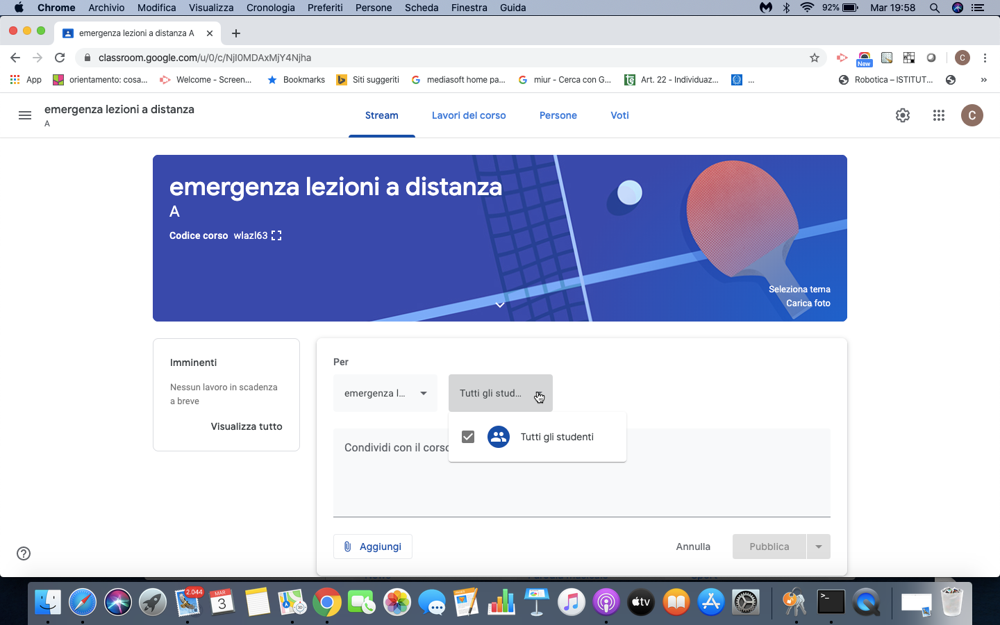 Chrome Archivio Modifica Visualizza Cronologia Preferiti Persone Scheda Finestra Guida 92% Mar 19:58
emergenza lezioni a distanza A
classroom.google.com/u/0/c/NjI0MDAxMjY4Njha
New
C
App orientamento: cosa... Welcome - Screen... Bookmarks Siti suggeriti mediasoft home pa... miur - Cerca con G... Art. 22 - Individuaz... ... Robotica – ISTITUT... »
emergenza lezioni a distanza
A
Stream Lavori del corso Persone Voti
C
emergenza lezioni a distanza
A
Codice corso wlazl63
Seleziona tema
Carica foto
Imminenti
Nessun lavoro in scadenza
a breve
Visualizza tutto
Per
emergenza l... Tutti gli stud...
Tutti gli studenti
Condividi con il corso
Aggiungi
Annulla Pubblica
2.044
MAR
3
3D
tv
>_